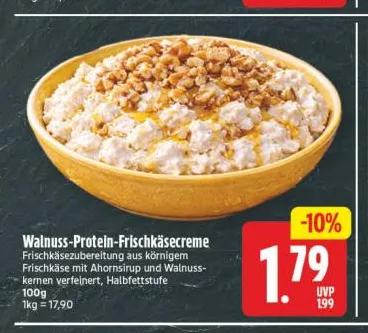 Walnuss-Protein-Frischkäsecreme
Frischkäsezubereitung aus körnigem
Frischkäse mit Ahornsirup und Walnuss-
kernen verfeinert, Halbfettstufe
100g
1kg = 17,90
-10%
1.79
UVP
1.99